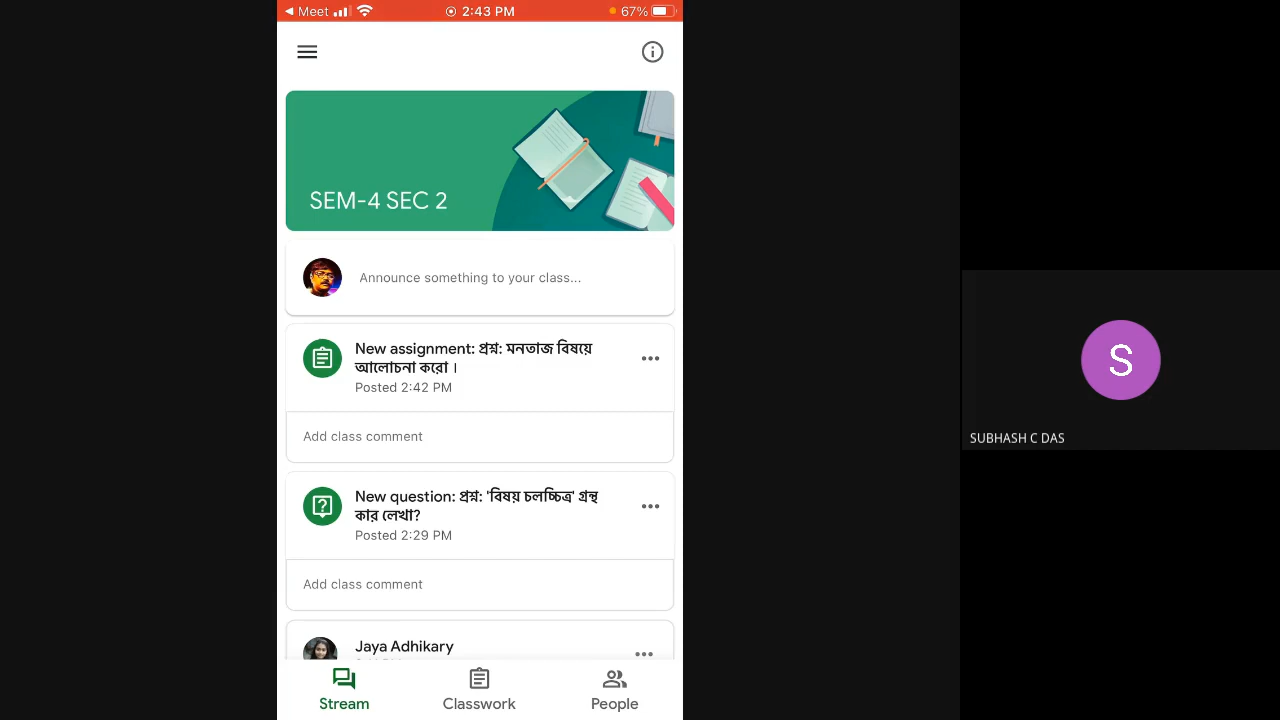 Meet 2:43 PM 67%
SEM-4 SEC 2
Announce something to your class...
New assignment: প্রশ্ন: মনতাজ বিষয়ে
আলোচনা করো ।
Posted 2:42 PM
Add class comment
New question: প্রশ্ন: 'বিষয় চলচ্চিত্র' গ্রন্থ
কার লেখা?
Posted 2:29 PM
Add class comment
Jaya Adhikary
Stream Classwork People
S
SUBHASH C DAS